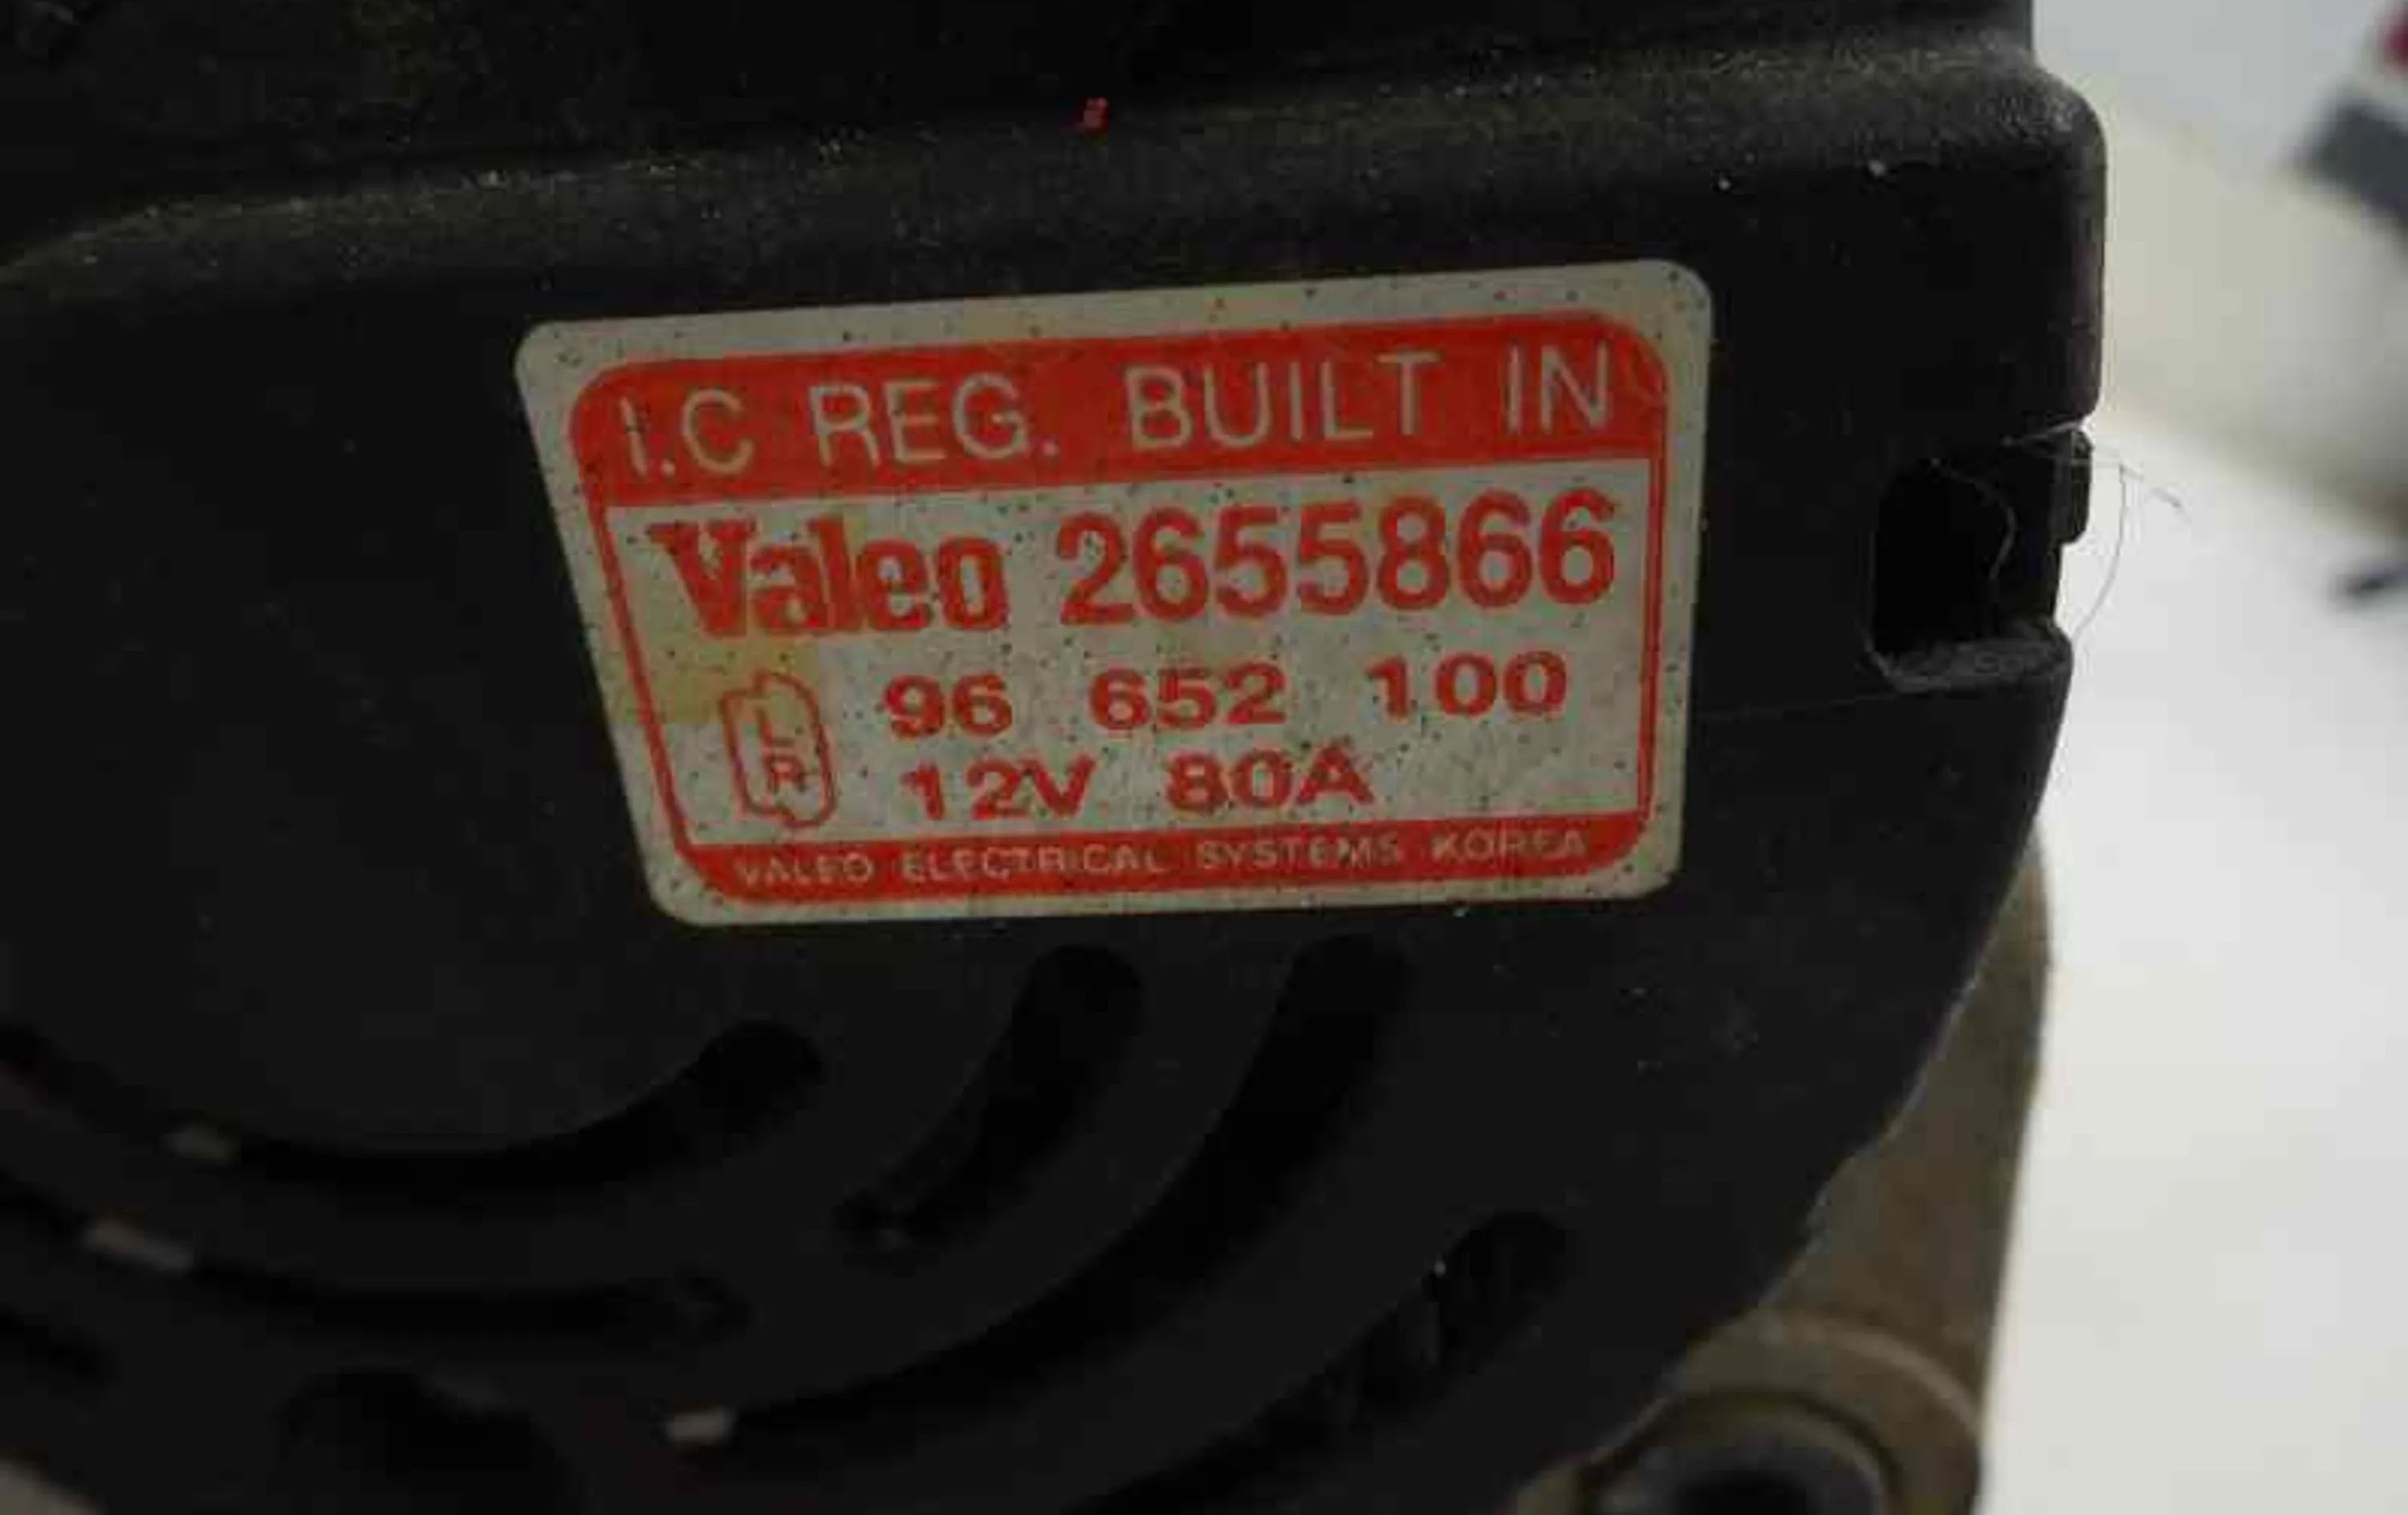 I.C REG. BUILT IN
Valeo 2655866
L
R
96 652 100
12V 80A
VALEO ELECTRICAL SYSTEMS KOREA